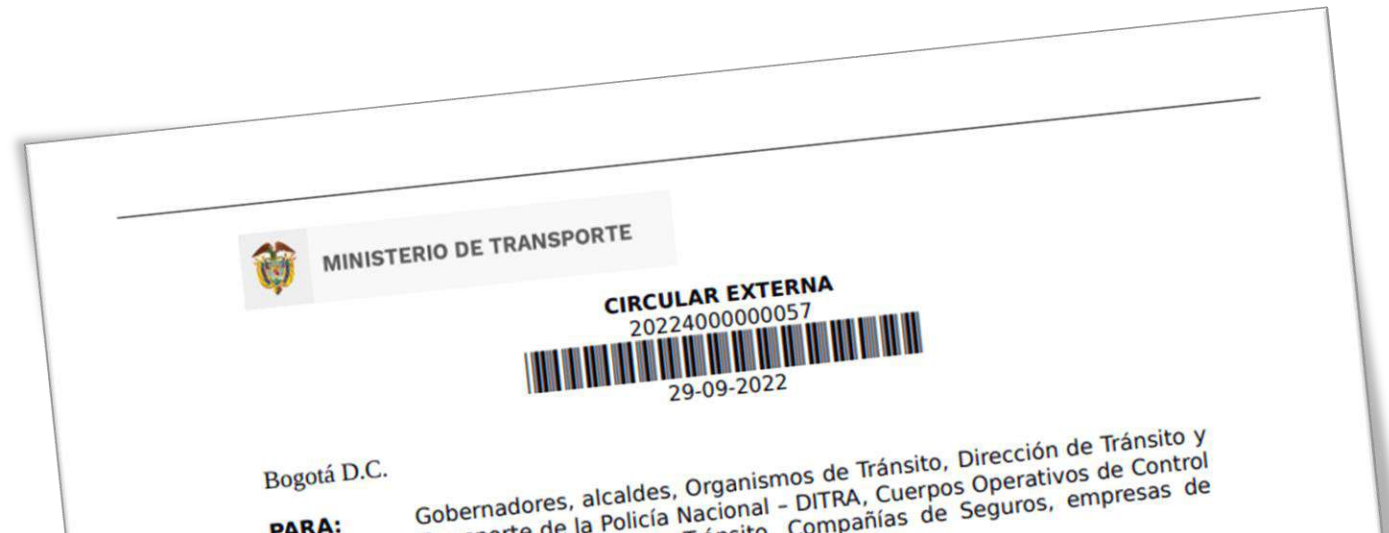 MINISTERIO DE TRANSPORTE
CIRCULAR EXTERNA
20224000000057
29-09-2022
Bogotá D.C.
PARA: Gobernadores, alcaldes, Organismos de Tránsito, Dirección de Tránsito y
de la Policía Nacional – DITRA, Cuerpos Operativos de Control
Tránsito, Compañías de Seguros, empresas de